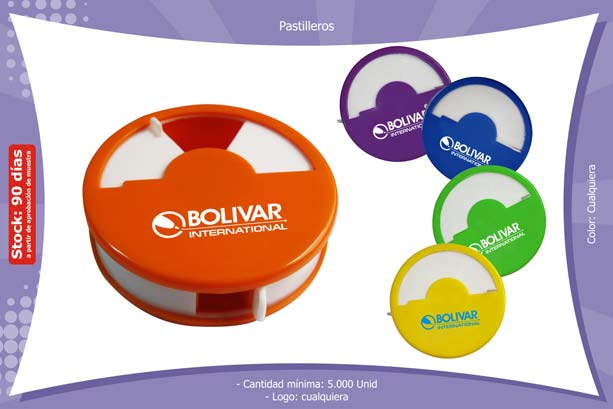 Pastilleros
Stock: 90 días
a partir de aprobación de muestra
BOLIVAR
INTERNATIONAL
BOLIVAR
INTERNATIONAL
BOLIVAR
INTERNATIONAL
BOLIVAR
INTERNATIONAL
BOLIVAR
INTERNATIONAL
Color: Cualquiera
- Cantidad mínima: 5.000 Unid
- Logo: cualquiera